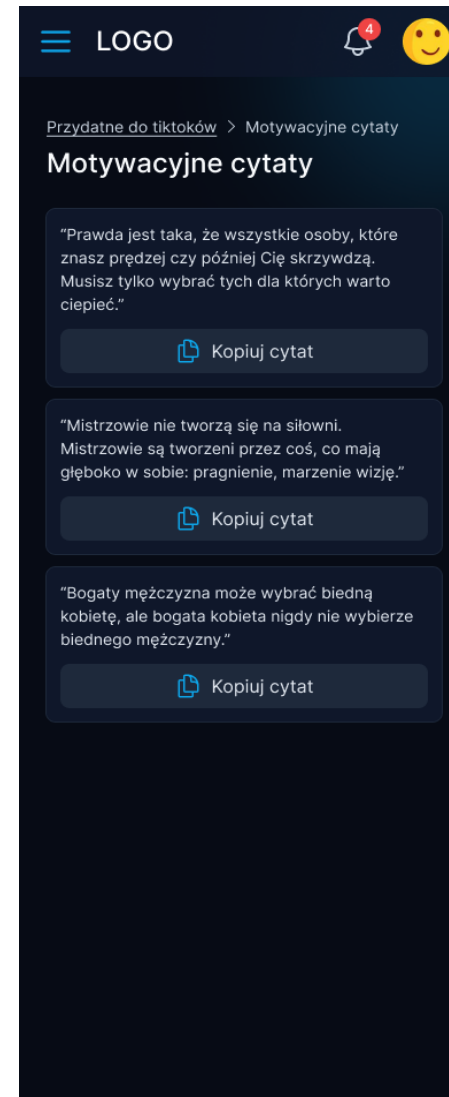 LOGO
4
Przydatne do tiktoków > Motywacyjne cytaty
Motywacyjne cytaty
“Prawda jest taka, że wszystkie osoby, które
znasz prędzej czy później Cię skrzywdzą.
Musisz tylko wybrać tych dla których warto
ciepieć.”
Kopiuj cytat
“Mistrzowie nie tworzą się na siłowni.
Mistrzowie są tworzeni przez coś, co mają
głęboko w sobie: pragnienie, marzenie wizję.”
Kopiuj cytat
“Bogaty mężczyzna może wybrać biedną
kobietę, ale bogata kobieta nigdy nie wybierze
biednego mężczyzny.”
Kopiuj cytat